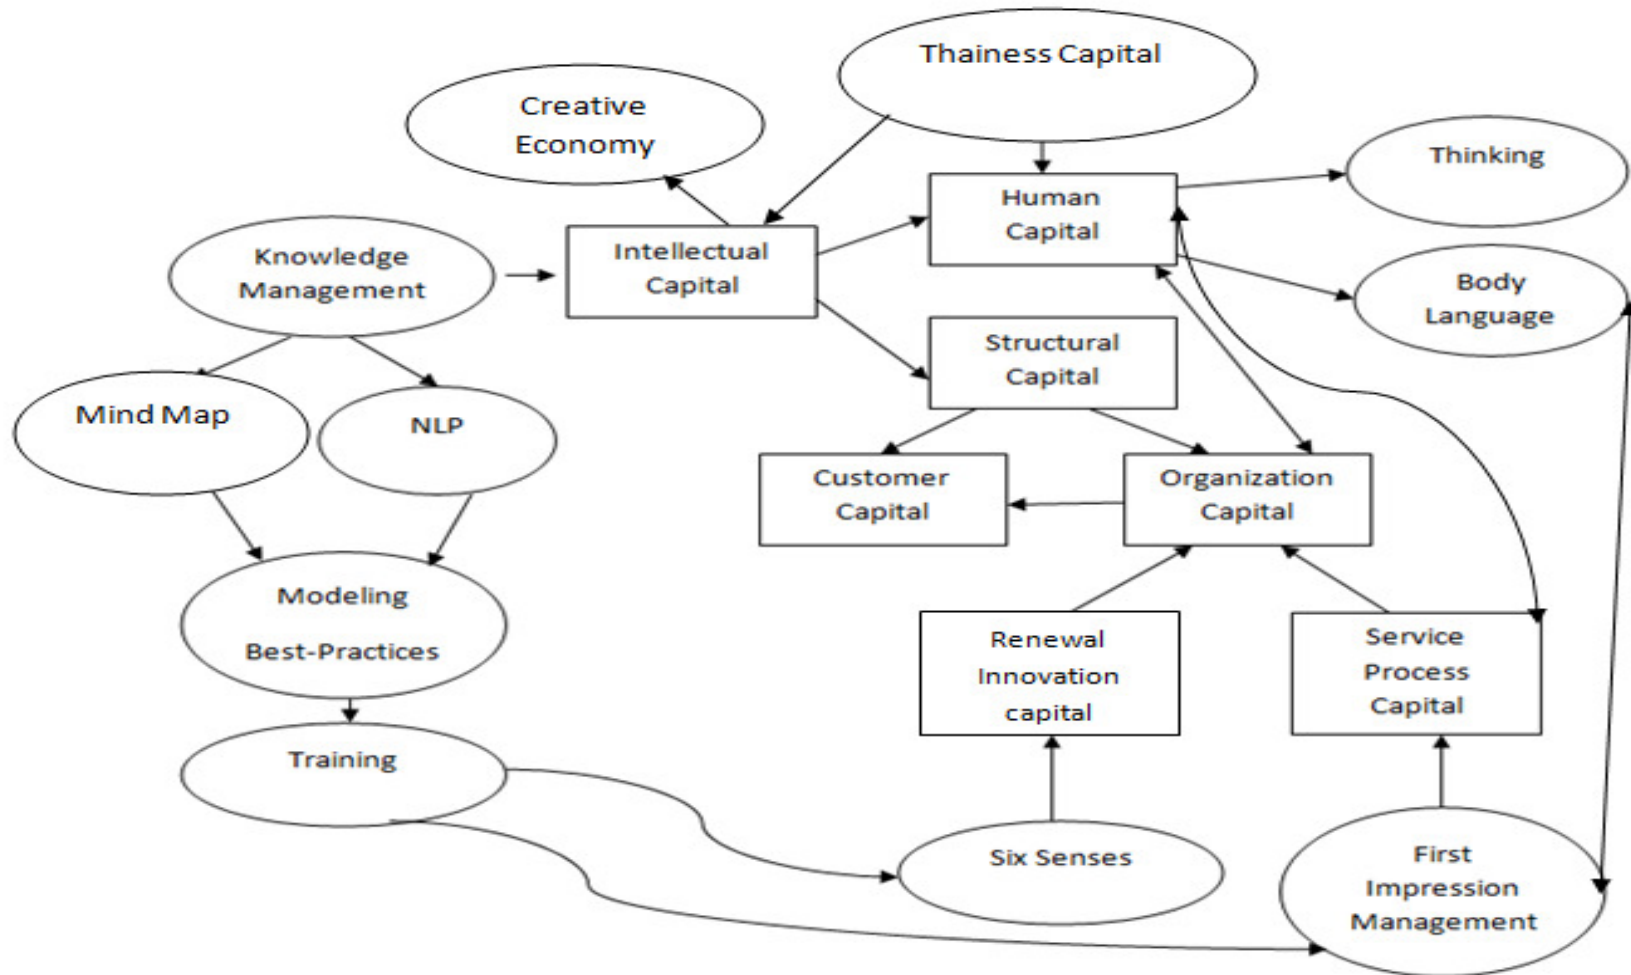 Thainess Capital
Creative
Economy
Thinking
Human
Capital
Knowledge
Management
Intellectual
Capital
Body
Language
Structural
Capital
Mind Map
NLP
Customer
Capital
Organization
Capital
Modeling
Best-Practices
Renewal
Innovation
capital
Service
Process
Capital
Training
Six Senses
First
Impression
Management